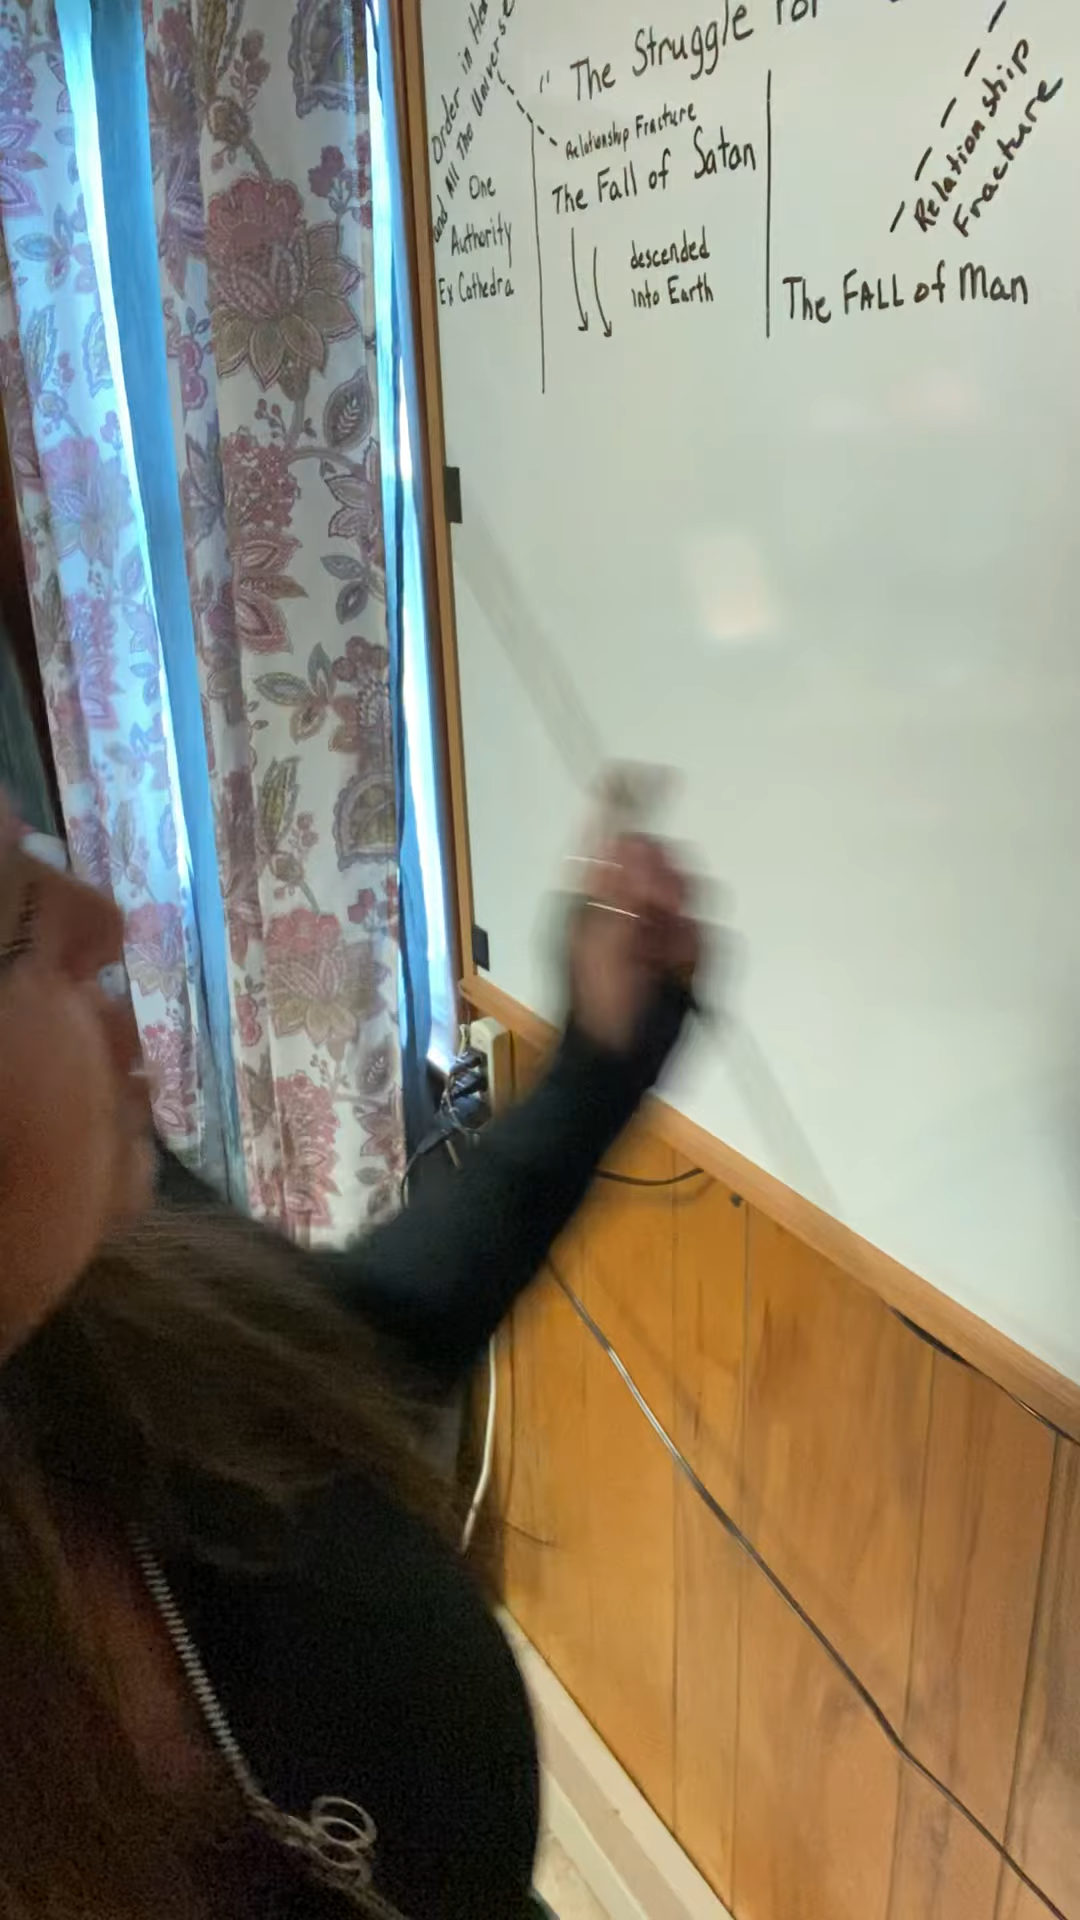 " The Struggle for
Order in
and All The Universe
One
Authority
Ex Cathedra
Relationship Fracture
The Fall of Satan
descended
into Earth
Relationship
Fracture
The FALL of Man